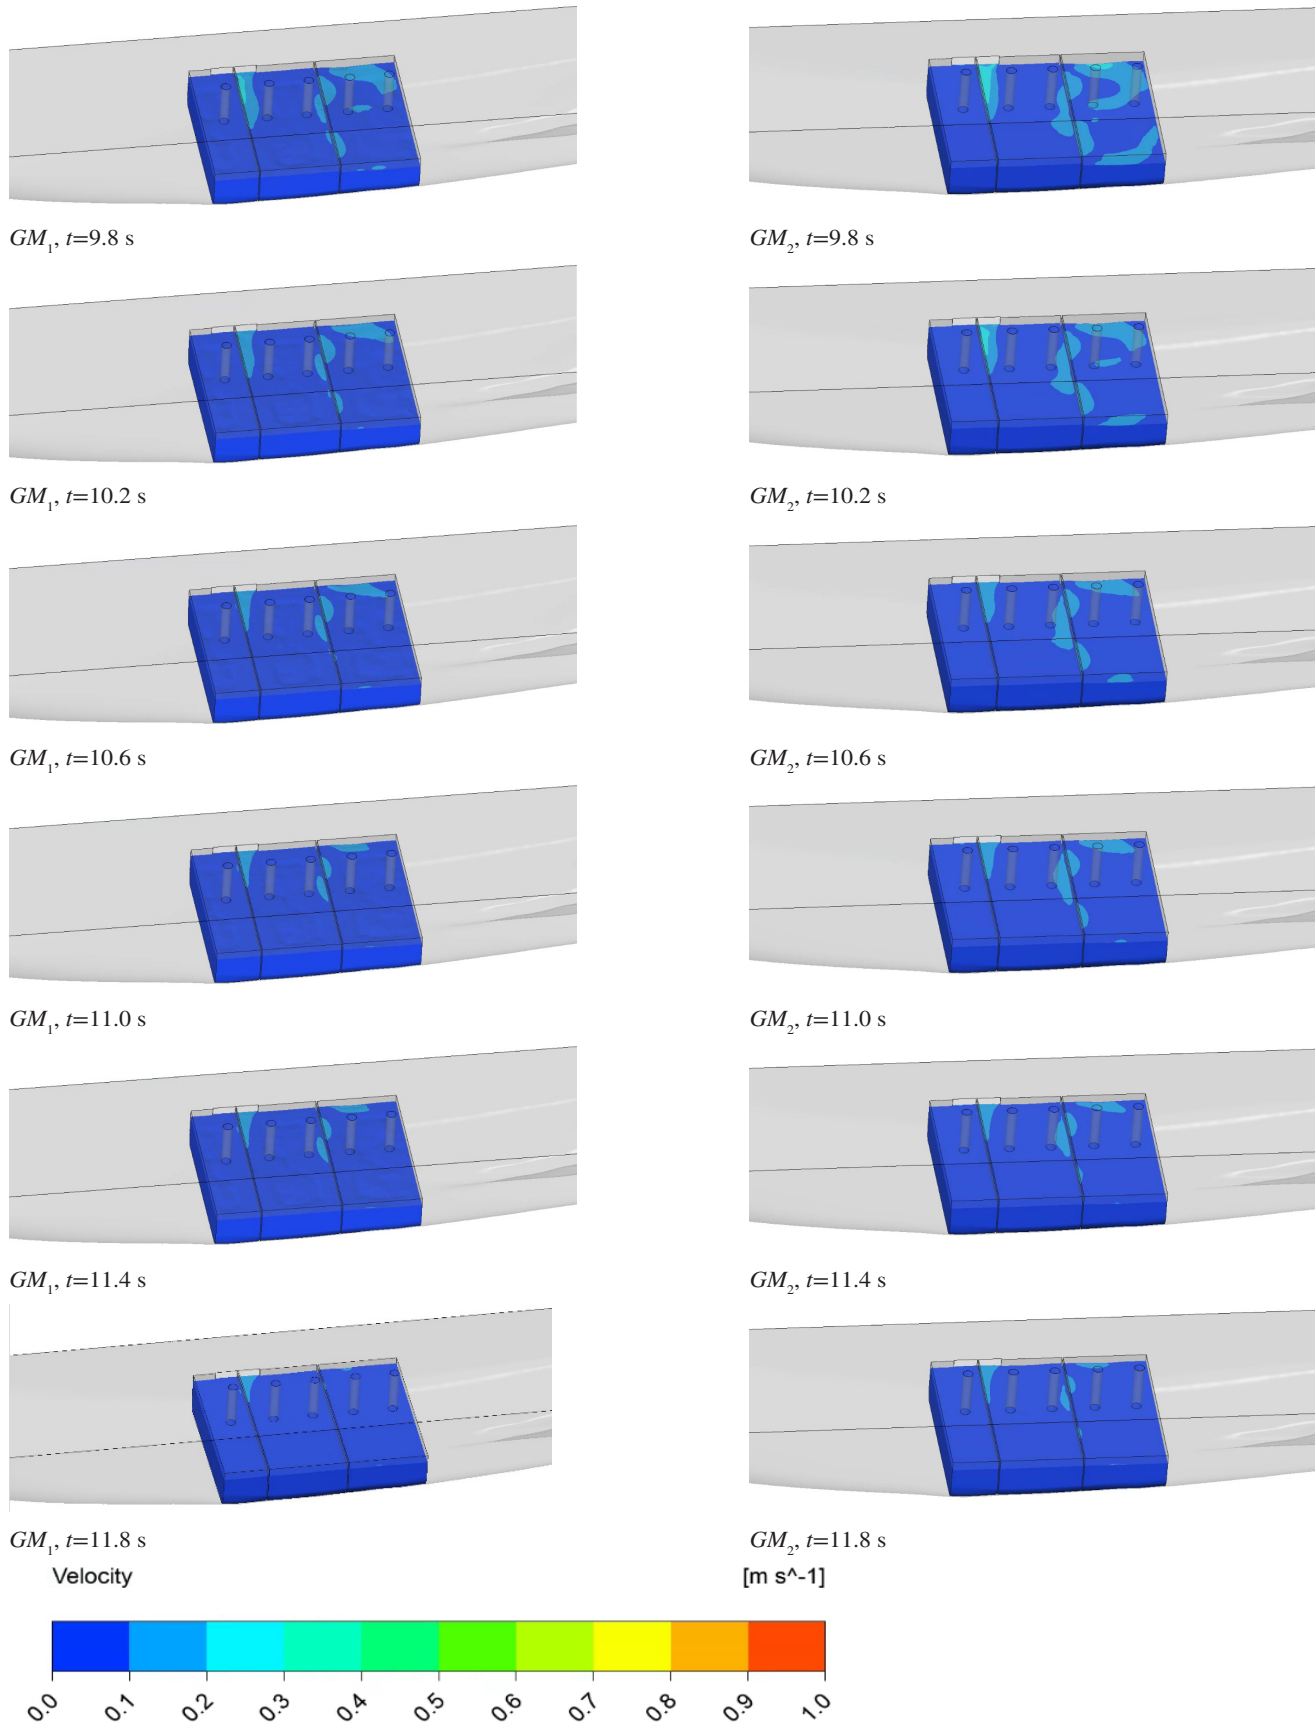 GM₁, t=9.8 s
GM₂, t=9.8 s
GM₁, t=10.2 s
GM₂, t=10.2 s
GM₁, t=10.6 s
GM₂, t=10.6 s
GM₁, t=11.0 s
GM₂, t=11.0 s
GM₁, t=11.4 s
GM₂, t=11.4 s
GM₁, t=11.8 s
GM₂, t=11.8 s
Velocity [m s^-1]
0.0 0.1 0.2 0.3 0.4 0.5 0.6 0.7 0.8 0.9 1.0